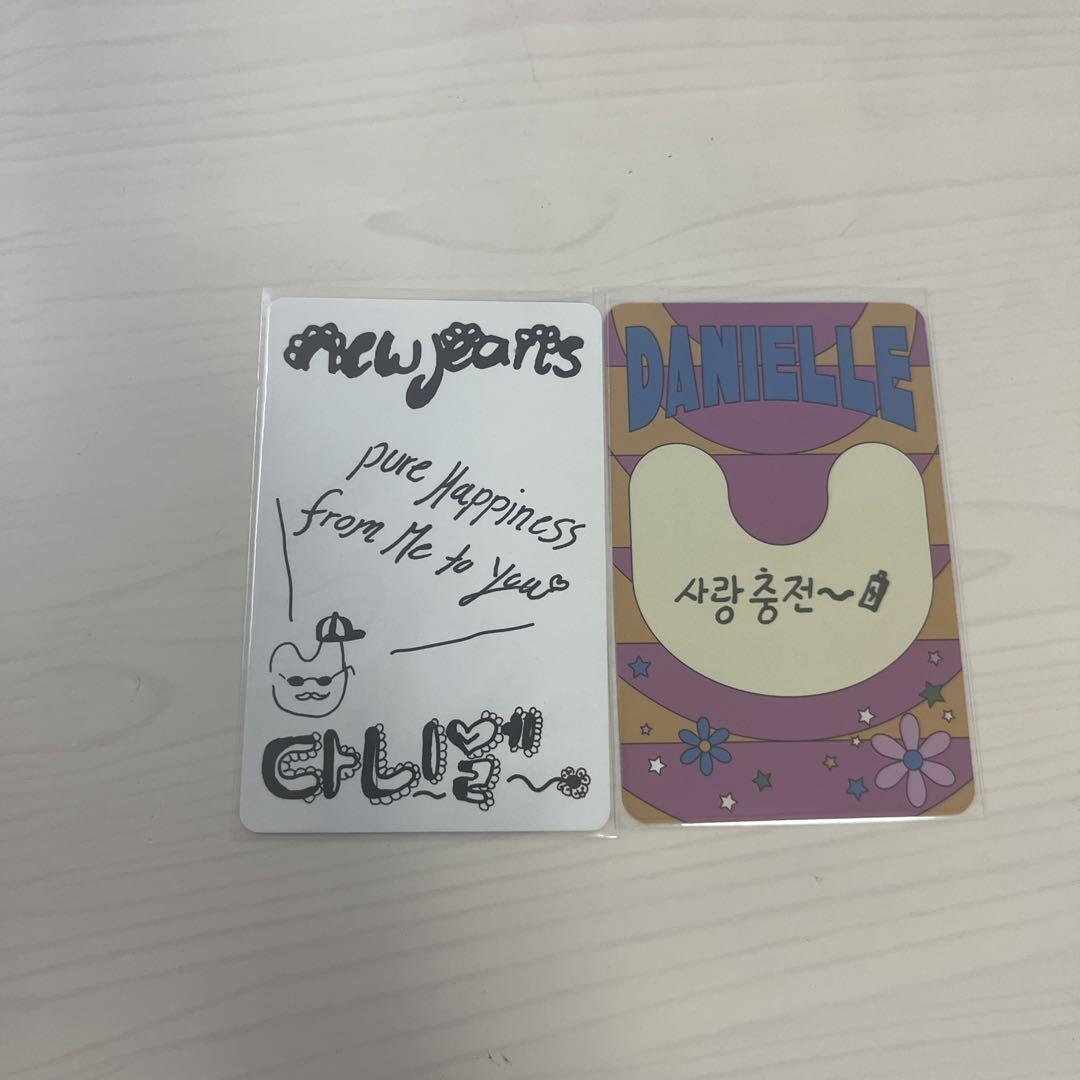 newjeans
pure Happiness
from Me to you
다니엘
DANIELLE
사랑충전~